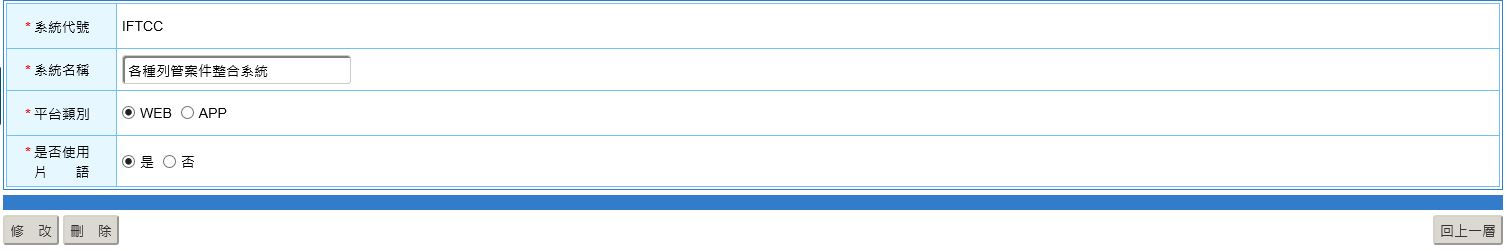 * 系統代號 IFTCC
* 系統名稱 各種列管案件整合系統
* 平台類別 WEB APP
* 是否使用
片　　語 是 否
修　改 刪　除 回上一層